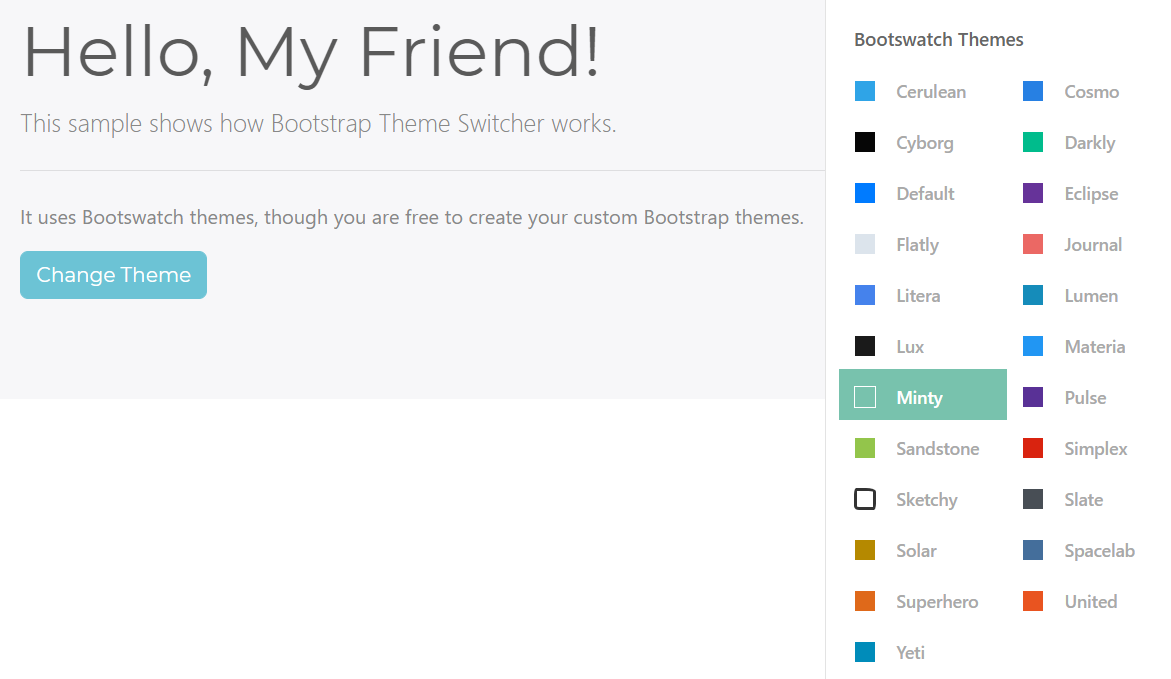 Hello, My Friend!
This sample shows how Bootstrap Theme Switcher works.
It uses Bootswatch themes, though you are free to create your custom Bootstrap themes.
Change Theme
Bootswatch Themes
Cerulean
Cosmo
Cyborg
Darkly
Default
Eclipse
Flatly
Journal
Litera
Lumen
Lux
Materia
Minty
Pulse
Sandstone
Simplex
Sketchy
Slate
Solar
Spacelab
Superhero
United
Yeti